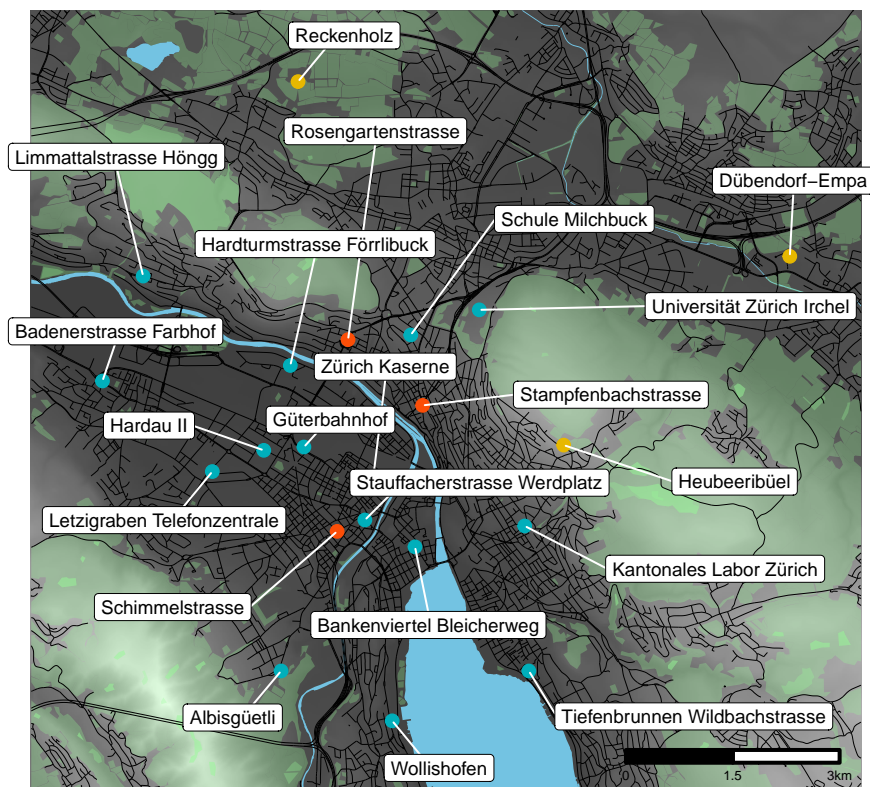 Reckenholz
Rosengartenstrasse
Limmattalstrasse Höngg
Dübendorf−Empa
Schule Milchbuck
Hardturmstrasse Förrlibuck
Universität Zürich Irchel
Badenerstrasse Farbhof
Zürich Kaserne
Stampfenbachstrasse
Hardau II
Güterbahnhof
Stauffacherstrasse Werdplatz
Heubeeribüel
Letzigraben Telefonzentrale
Kantonales Labor Zürich
Schimmelstrasse
Bankenviertel Bleicherweg
Albisgüetli
Tiefenbrunnen Wildbachstrasse
Wollishofen
0 1.5 3km